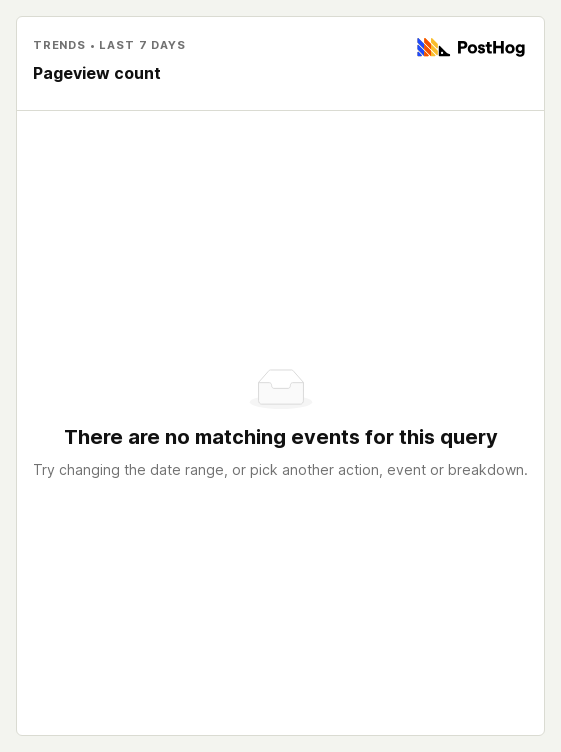 TRENDS • LAST 7 DAYS
PostHog
Pageview count
There are no matching events for this query
Try changing the date range, or pick another action, event or breakdown.